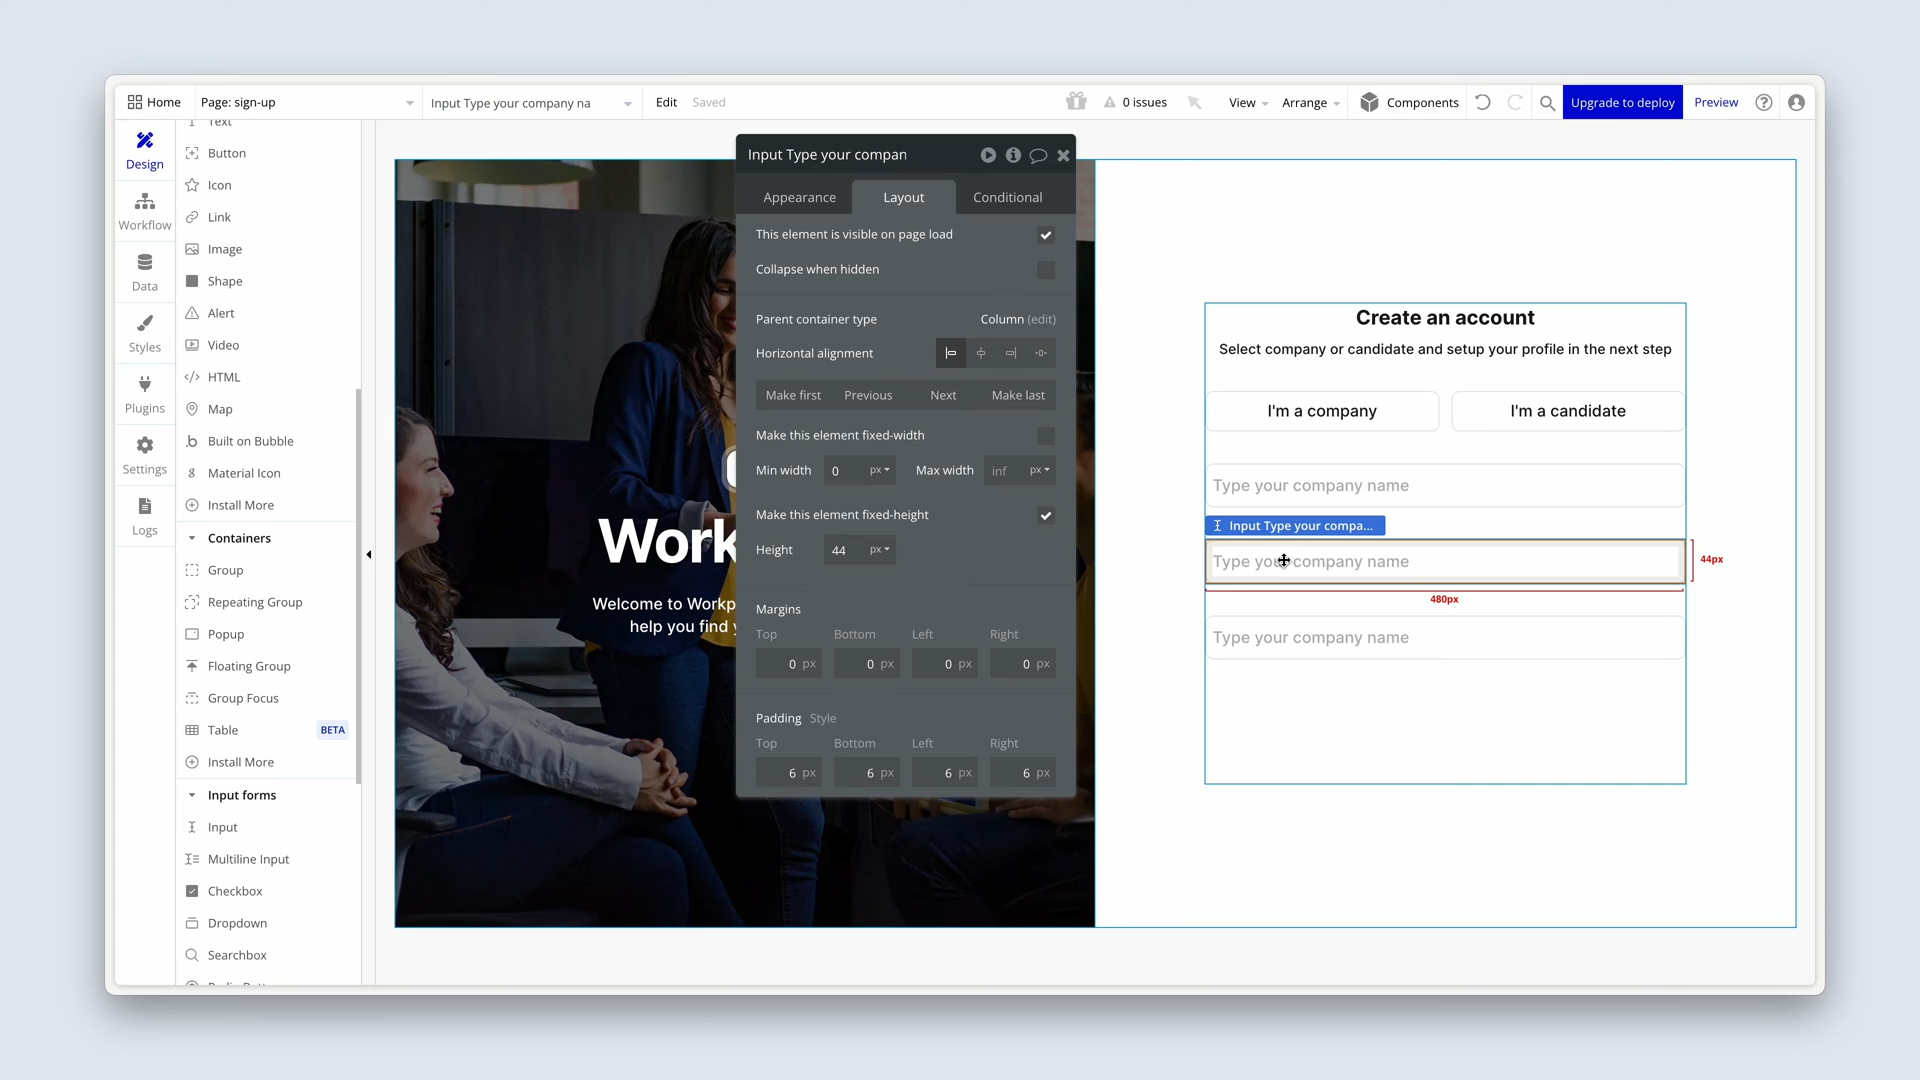 Home
Page: sign-up
Input Type your company na
Edit
Saved
0 issues
View
Arrange
Components
Upgrade to deploy
Preview
Design
Workflow
Data
Styles
Plugins
Settings
Logs
Text
Button
Icon
Link
Image
Shape
Alert
Video
HTML
Map
Built on Bubble
Material Icon
Install More
Containers
Group
Repeating Group
Popup
Floating Group
Group Focus
Table BETA
Install More
Input forms
Input
Multiline Input
Checkbox
Dropdown
Searchbox
Work
Welcome to Workp
help you find y
Input Type your compan
Appearance
Layout
Conditional
This element is visible on page load
Collapse when hidden
Parent container type Column (edit)
Horizontal alignment
Make first Previous Next Make last
Make this element fixed-width
Min width 0 px Max width inf px
Make this element fixed-height
Height 44 px
Margins
Top Bottom Left Right
0 px 0 px 0 px 0 px
Padding Style
Top Bottom Left Right
6 px 6 px 6 px 6 px
Create an account
Select company or candidate and setup your profile in the next step
I'm a company
I'm a candidate
Type your company name
Input Type your compa...
Type your company name
44px
480px
Type your company name